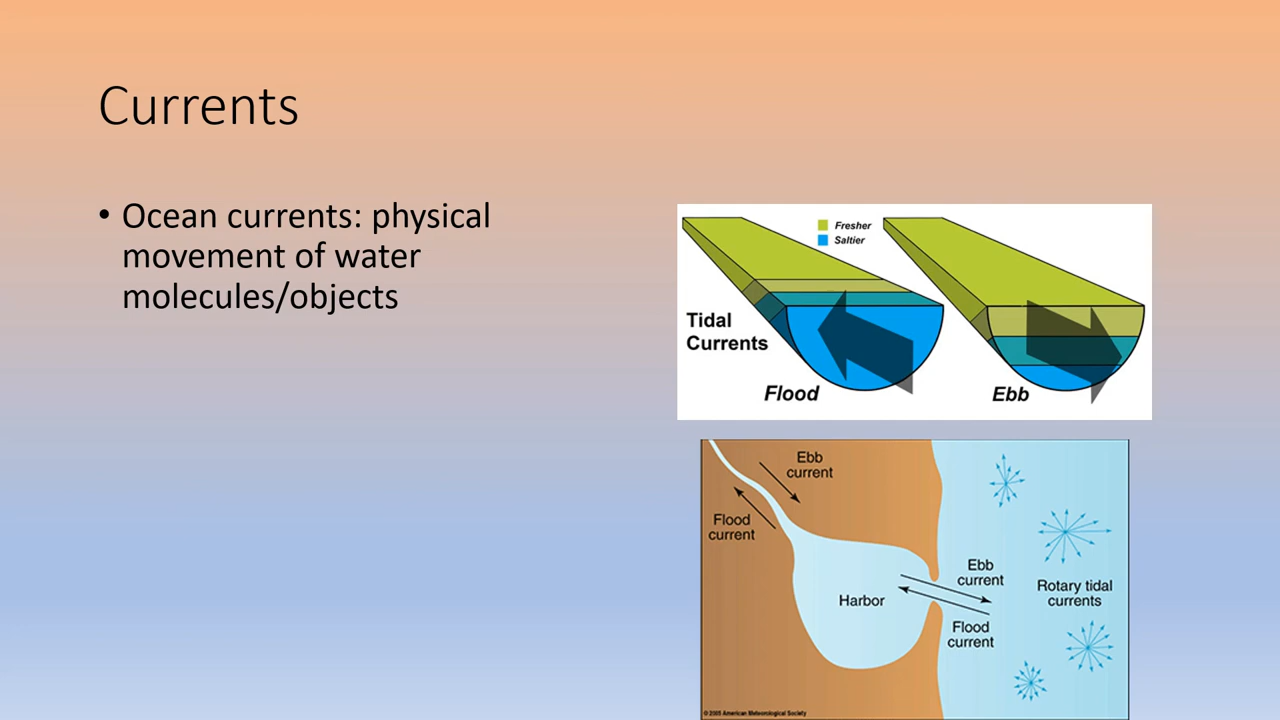 Currents
• Ocean currents: physical
movement of water
molecules/objects
Fresher
Saltier
Tidal
Currents
Flood
Ebb
Ebb
current
Flood
current
Harbor
Ebb
current
Flood
current
Rotary tidal
currents
© 2005 American Meteorological Society